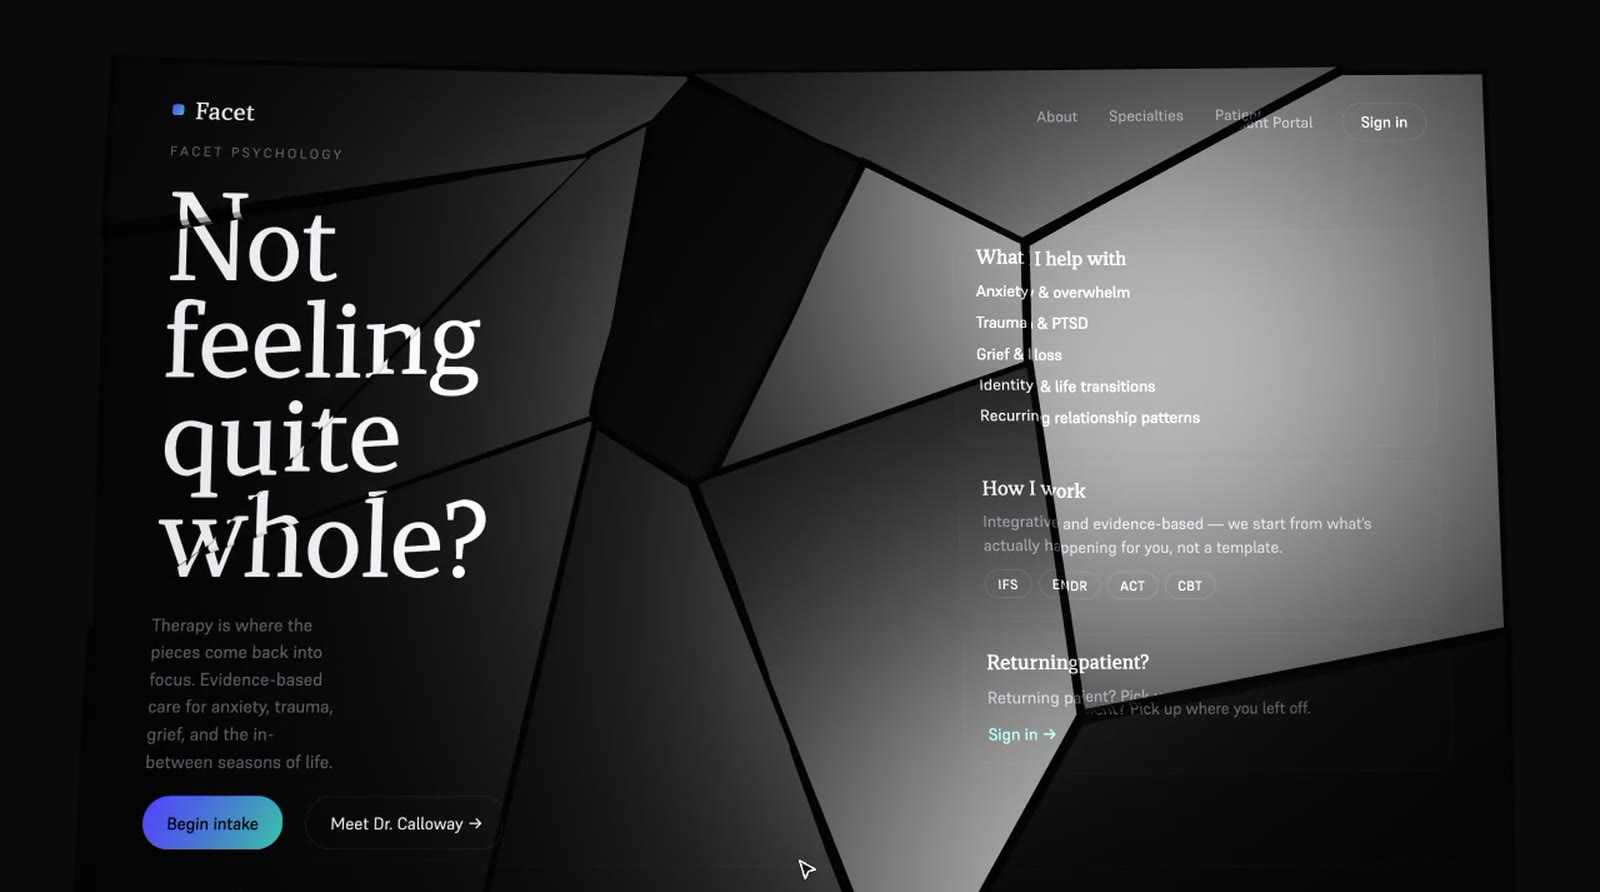 Facet
About
Specialties
Patient Portal
Sign in
FACET PSYCHOLOGY
Not
feeling
quite
whole?
Therapy is where the
pieces come back into
focus. Evidence-based
care for anxiety, trauma,
grief, and the in-
between seasons of life.
Begin intake
Meet Dr. Calloway →
What I help with
Anxiety & overwhelm
Trauma & PTSD
Grief & loss
Identity & life transitions
Recurring relationship patterns
How I work
Integrative and evidence-based — we start from what's
actually happening for you, not a template.
IFS
EMDR
ACT
CBT
Returning patient?
Returning patient? Pick up where you left off.
Sign in →